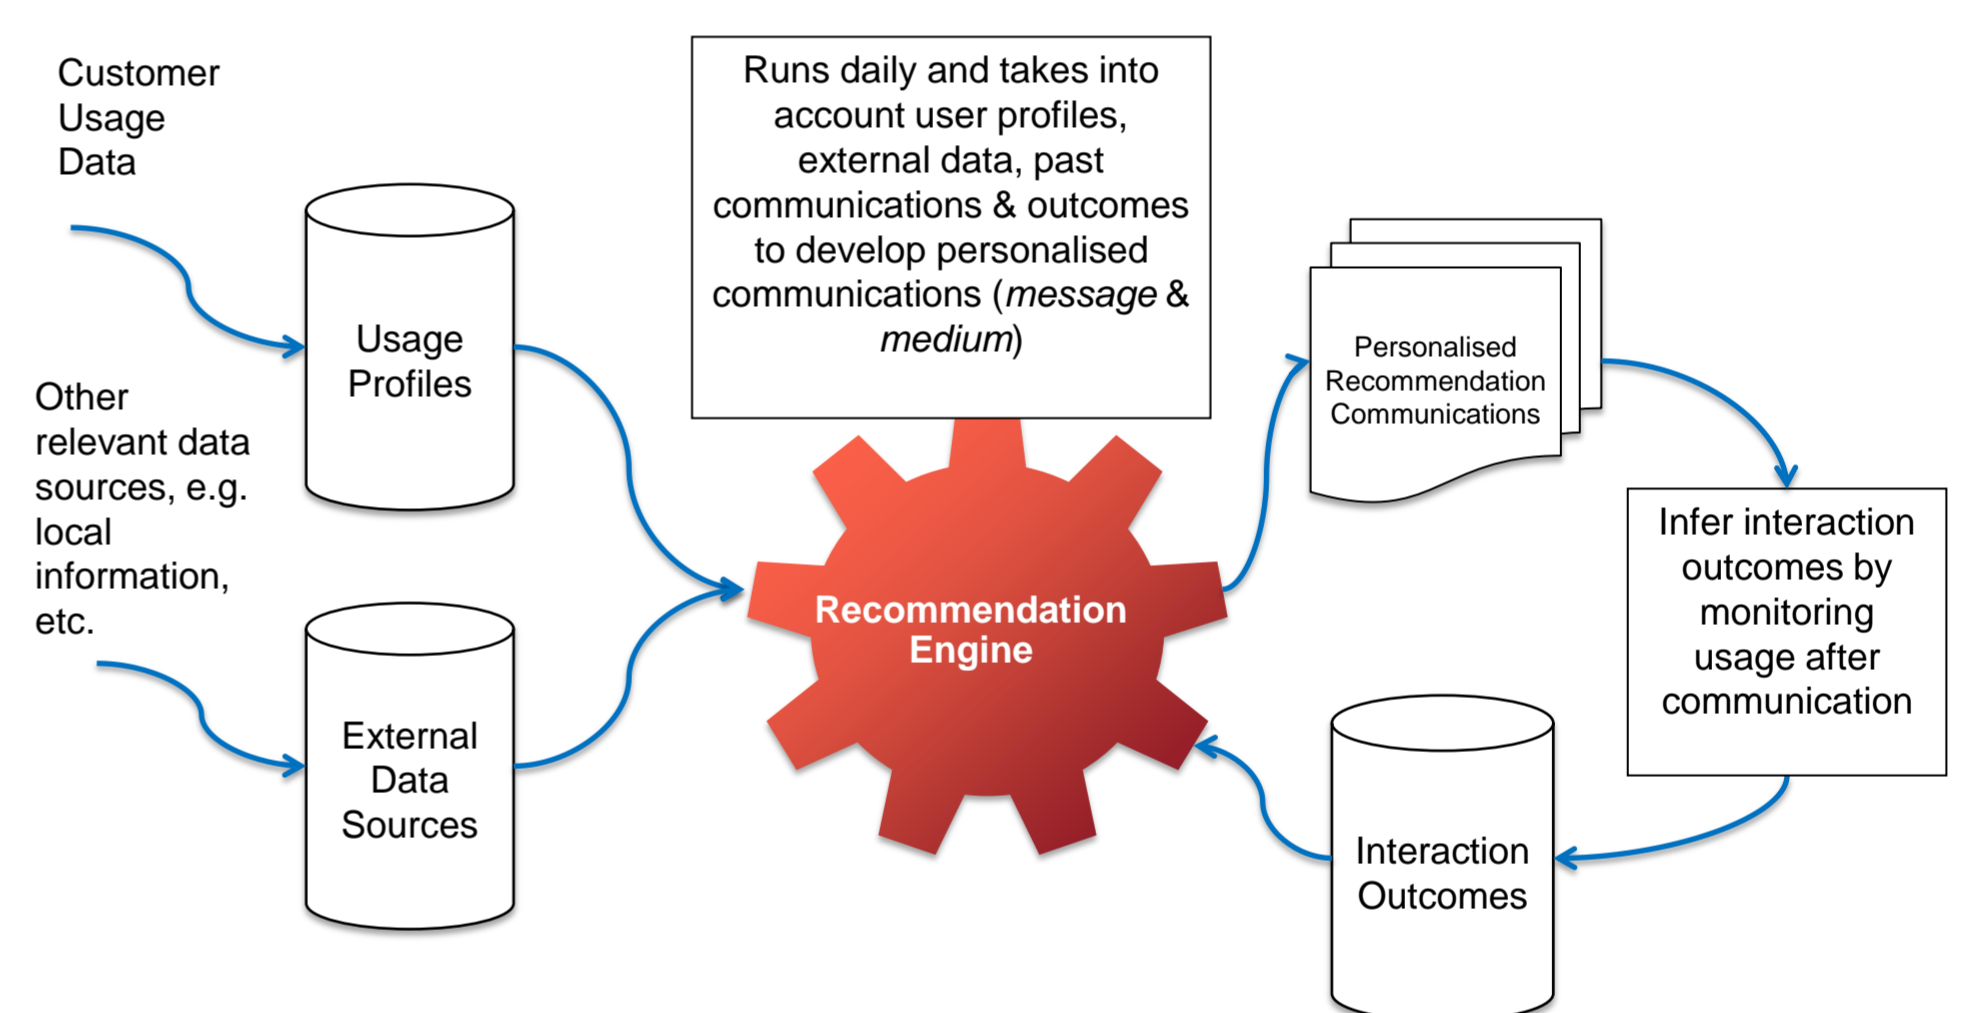 Customer
Usage
Data
Usage
Profiles
Other
relevant data
sources, e.g.
local
information,
etc.
External
Data
Sources
Runs daily and takes into
account user profiles,
external data, past
communications & outcomes
to develop personalised
communications (message &
medium)
Recommendation
Engine
Personalised
Recommendation
Communications
Infer interaction
outcomes by
monitoring
usage after
communication
Interaction
Outcomes